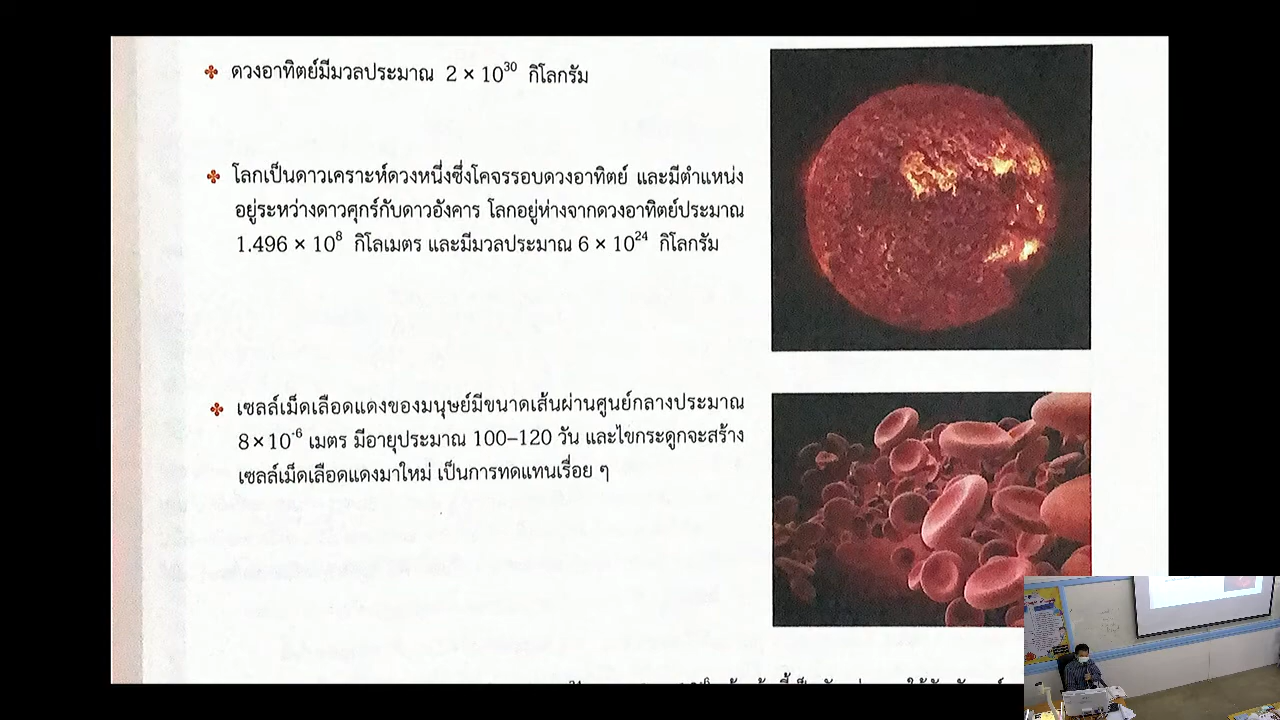 ดวงอาทิตย์มีมวลประมาณ 2 × 10³⁰ กิโลกรัม
โลกเป็นดาวเคราะห์ดวงหนึ่งซึ่งโคจรรอบดวงอาทิตย์ และมีตำแหน่ง
อยู่ระหว่างดาวศุกร์กับดาวอังคาร โลกอยู่ห่างจากดวงอาทิตย์ประมาณ
1.496 × 10⁸ กิโลเมตร และมีมวลประมาณ 6 × 10²⁴ กิโลกรัม
เซลล์เม็ดเลือดแดงของมนุษย์มีขนาดเส้นผ่านศูนย์กลางประมาณ
8 × 10⁻⁶ เมตร มีอายุประมาณ 100–120 วัน และไขกระดูกจะสร้าง
เซลล์เม็ดเลือดแดงมาใหม่ เป็นการทดแทนเรื่อย ๆ